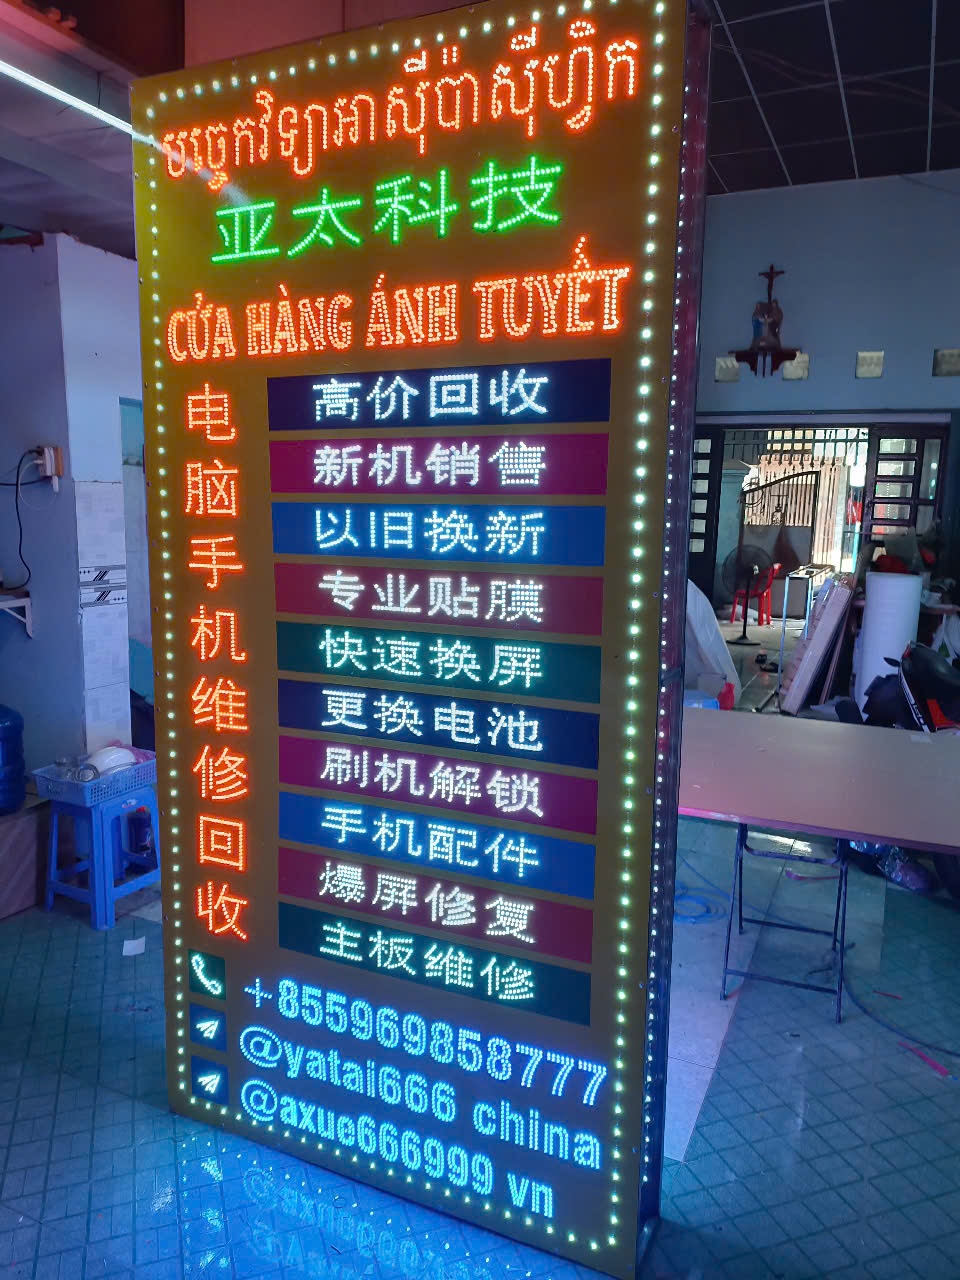 បច្ចេកវិទ្យាអាស៊ីប៉ាស៊ីហ្វិក
亚太科技
CỬA HÀNG ÁNH TUYẾT
电脑手机维修回收
高价回收
新机销售
以旧换新
专业贴膜
快速换屏
更换电池
刷机解锁
手机配件
爆屏修复
主板维修
+855969858777
@yatai666 china
@axue666999 vn